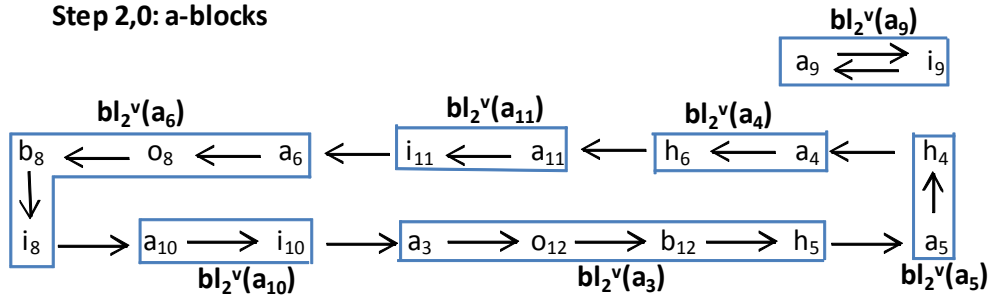 Step 2,0: a-blocks
bl₂ᵛ(a₉)
a₉ i₉
bl₂ᵛ(a₆) bl₂ᵛ(a₁₁) bl₂ᵛ(a₄)
b₈ o₈ a₆ i₁₁ a₁₁ h₆ a₄ h₄
i₈ a₁₀ i₁₀ a₃ o₁₂ b₁₂ h₅ a₅
bl₂ᵛ(a₁₀) bl₂ᵛ(a₃) bl₂ᵛ(a₅)